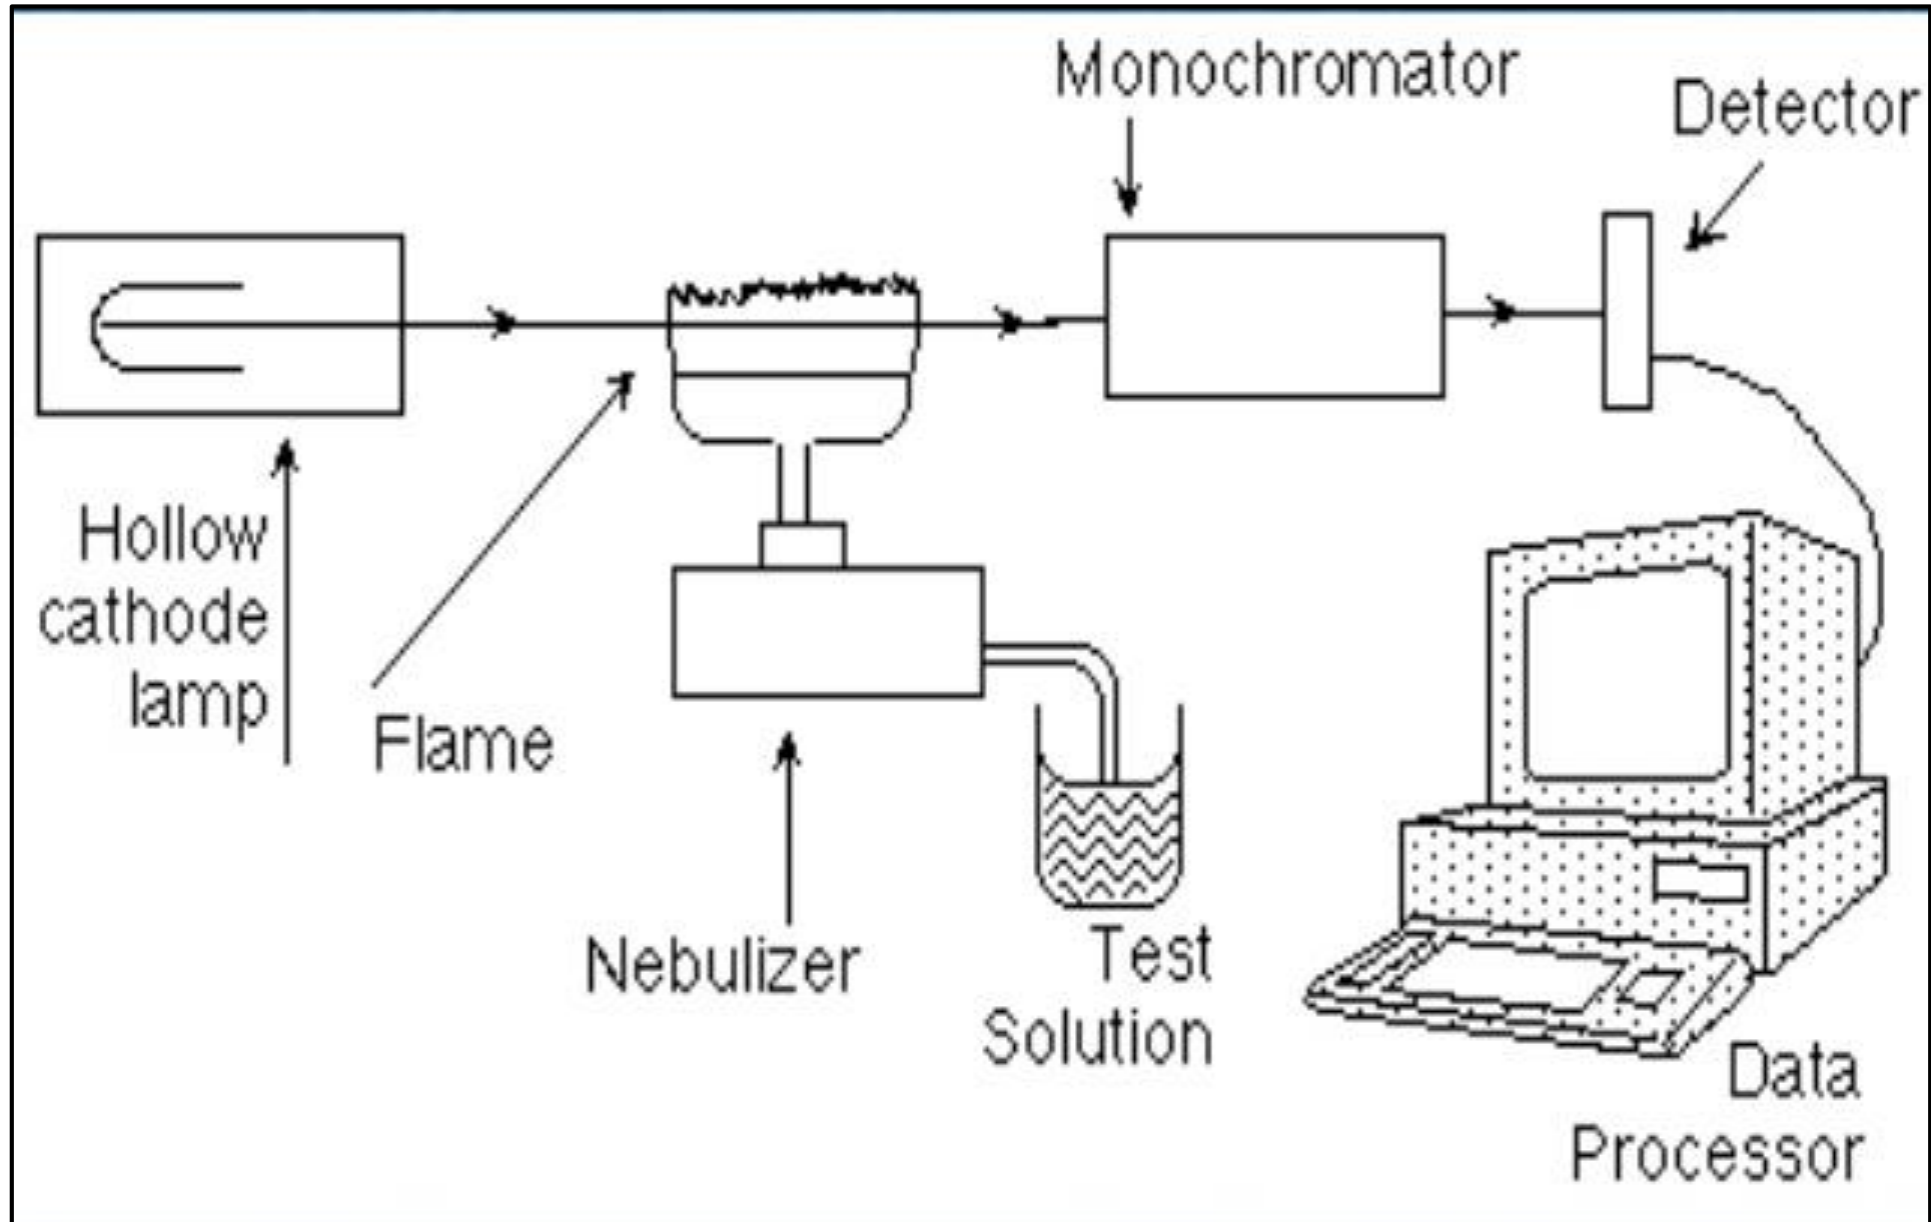 Monochromator
Detector
Hollow
cathode
lamp
Flame
Nebulizer
Test
Solution
Data
Processor